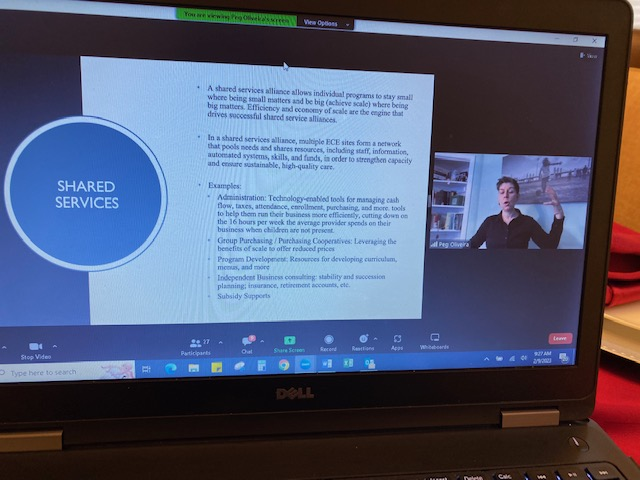 You are viewing Peg Oliveira's screen
View Options
View
SHARED
SERVICES
A shared services alliance allows individual programs to stay small
where being small matters and be big (achieve scale) where being
big matters. Efficiency and economy of scale are the engine that
drives successful shared service alliances.
In a shared services alliance, multiple ECE sites form a network
that pools needs and shares resources, including staff, information,
automated systems, skills, and funds, in order to strengthen capacity
and ensure sustainable, high-quality care.
Examples:
Administration: Technology-enabled tools for managing cash
flow, taxes, attendance, enrollment, purchasing, and more. tools
to help them run their business more efficiently, cutting down on
the 16 hours per week the average provider spends on their
business when children are not present.
Group Purchasing / Purchasing Cooperatives: Leveraging the
benefits of scale to offer reduced prices
Program Development: Resources for developing curriculum,
menus, and more
Independent Business consulting: stability and succession
planning; insurance, retirement accounts, etc.
Subsidy Supports
Peg Oliveira
Stop Video
17
Participants
Chat
Share Screen
Record
Reactions
Apps
Whiteboards
Leave
Type here to search
9:27 AM
2/9/2023
DELL
Insert
Delete
Calc